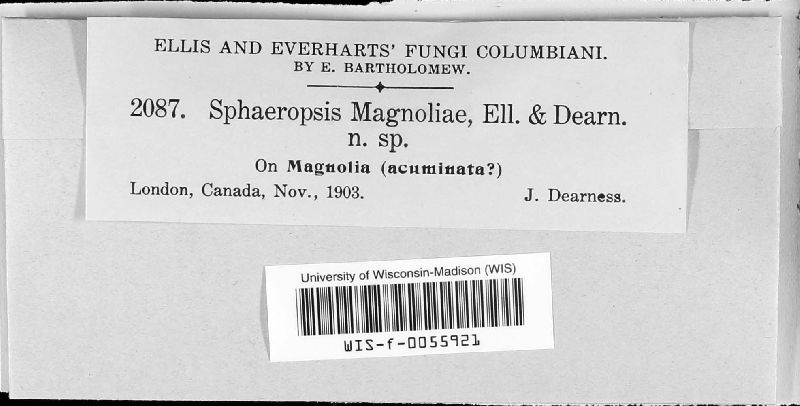 ELLIS AND EVERHARTS' FUNGI COLUMBIANI.
BY E. BARTHOLOMEW.
2087. Sphaeropsis Magnoliae, Ell. & Dearn.
n. sp.
On Magnolia (acuminata?)
London, Canada, Nov., 1903. J. Dearness.
University of Wisconsin-Madison (WIS)
WIS-f-0055921